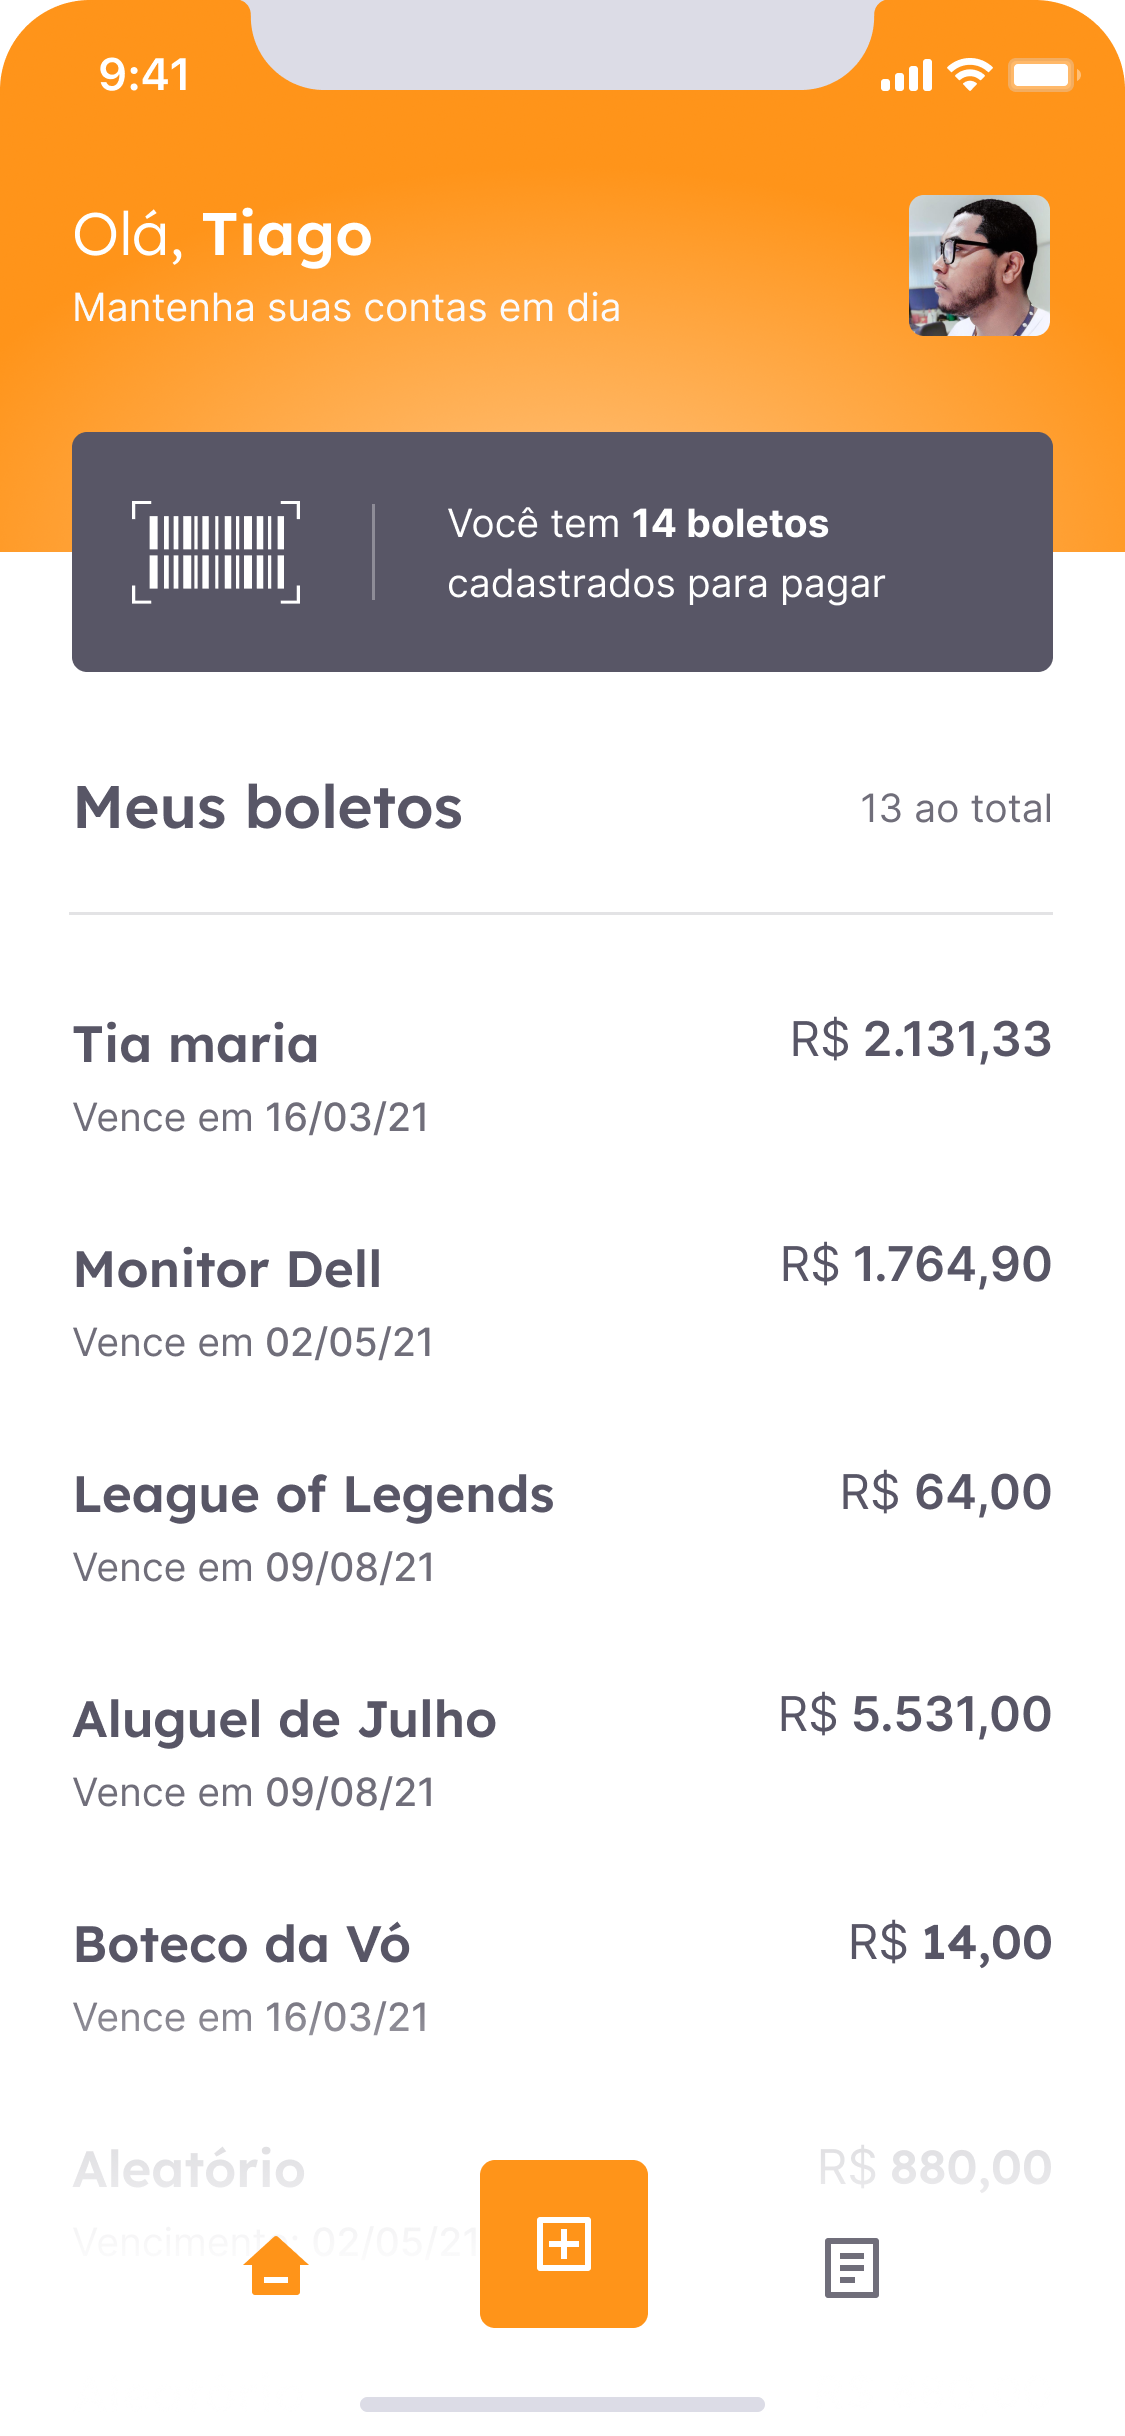 9:41
Olá, Tiago
Mantenha suas contas em dia
Você tem 14 boletos
cadastrados para pagar
Meus boletos
13 ao total
Tia maria
R$ 2.131,33
Vence em 16/03/21
Monitor Dell
R$ 1.764,90
Vence em 02/05/21
League of Legends
R$ 64,00
Vence em 09/08/21
Aluguel de Julho
R$ 5.531,00
Vence em 09/08/21
Boteco da Vó
R$ 14,00
Vence em 16/03/21
Aleatório
R$ 880,00
02/05/21